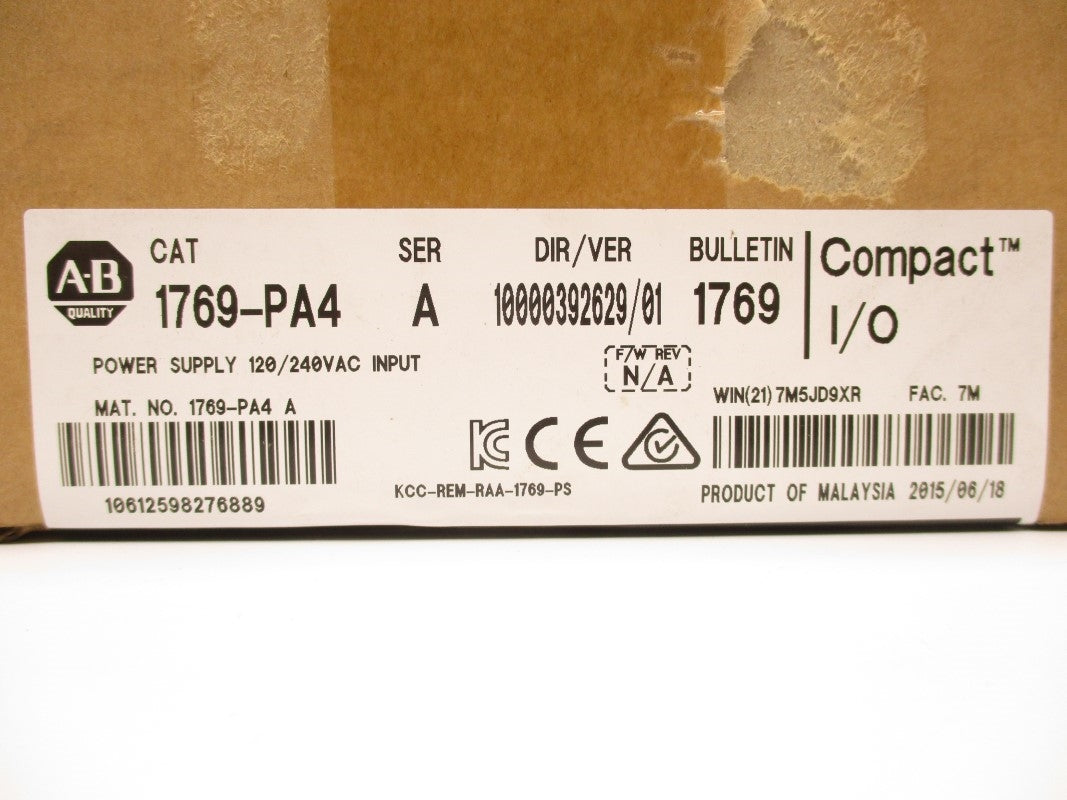 A-B
QUALITY
CAT SER DIR/VER BULLETIN
1769-PA4 A 10000392629/01 1769
Compact™
I/O
POWER SUPPLY 120/240VAC INPUT
F/W REV
N/A
MAT. NO. 1769-PA4 A
WIN(21) 7M5JD9XR FAC. 7M
KC CE
KCC-REM-RAA-1769-PS
10612598276889
PRODUCT OF MALAYSIA 2015/06/18